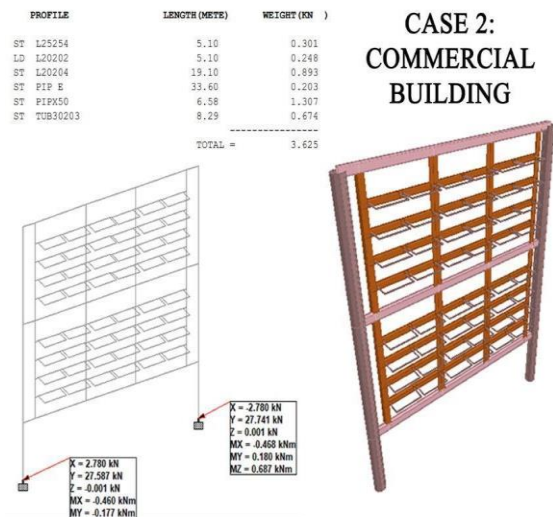 PROFILE LENGTH(METE) WEIGHT(KN )
ST L25254 5.10 0.301
LD L20202 5.10 0.248
ST L20204 19.10 0.893
ST PIP E 33.60 0.203
ST PIPX50 6.58 1.307
ST TUB30203 8.29 0.674
----------------
TOTAL = 3.625
CASE 2:
COMMERCIAL
BUILDING
X = -2.780 kN
Y = 27.741 kN
Z = 0.001 kN
MX = -0.468 kNm
MY = 0.180 kNm
MZ = 0.687 kNm
X = 2.780 kN
Y = 27.587 kN
Z = -0.001 kN
MX = -0.460 kNm
MY = -0.177 kNm